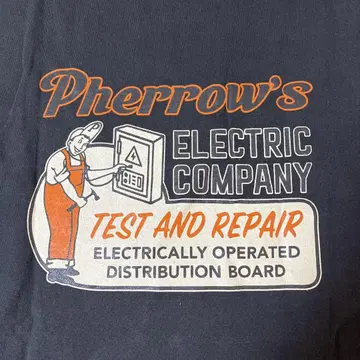 Pherrow's
ELECTRIC
COMPANY
TEST AND REPAIR
ELECTRICALLY OPERATED
DISTRIBUTION BOARD